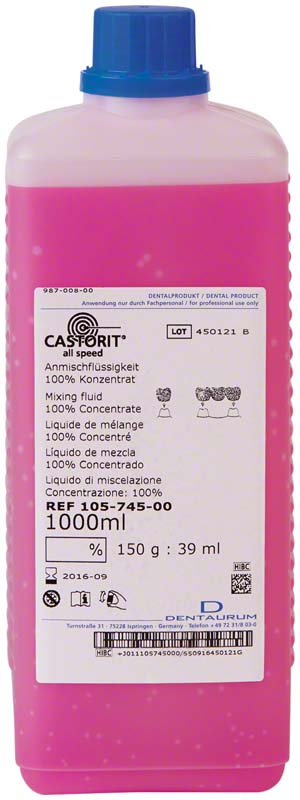 987-008-00
DENTALPRODUKT / DENTAL PRODUCT
Anwendung nur durch Fachpersonal / for professional use only
CASTORIT®
all speed
LOT 450121 B
Anmischflüssigkeit
100% Konzentrat
Mixing fluid
100% Concentrate
Liquide de mélange
100% Concentré
Líquido de mezcla
100% Concentrado
Liquido di miscelazione
Concentrazione: 100%
REF 105-745-00
1000ml
% 150 g : 39 ml
HIBC
2016-09
D
DENTAURUM
Turnstraße 31 · 75228 Ispringen · Germany · Telefon +49 72 31/8 03-0
HIBC +J011105745000/550916450121G